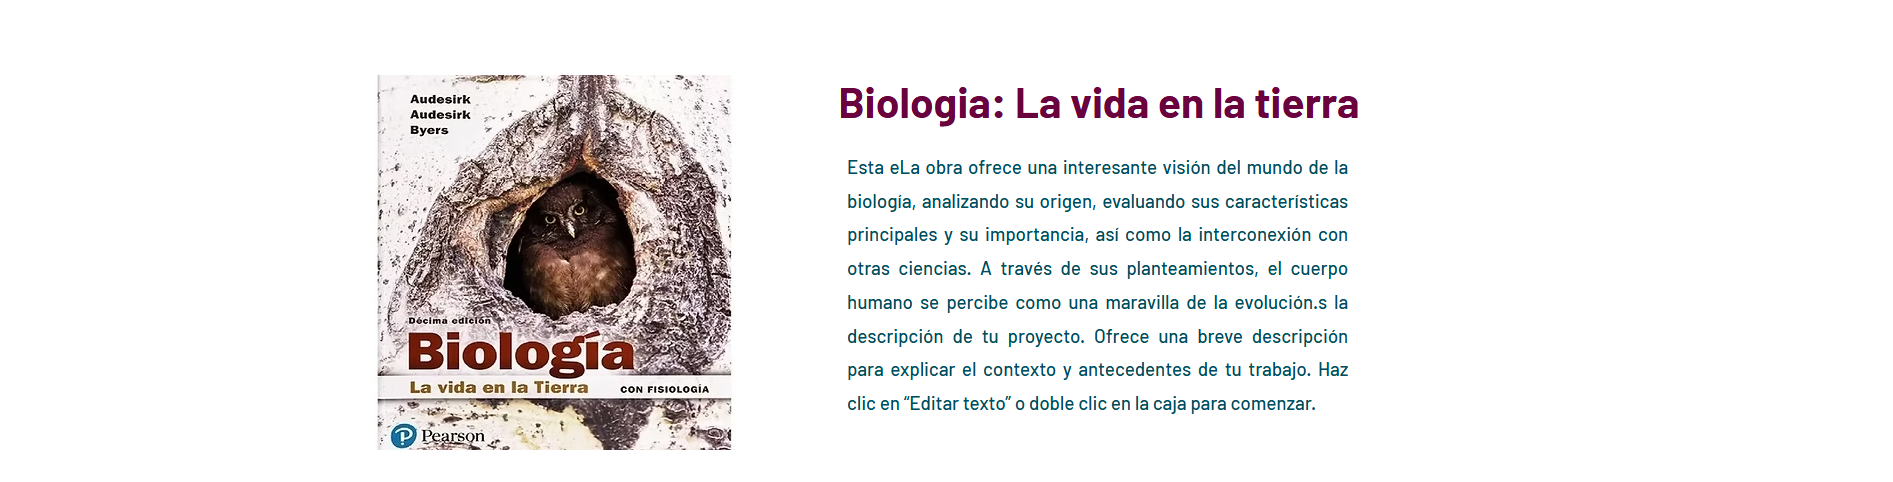 Audesirk
Audesirk
Byers
Décima edición
Biología
La vida en la Tierra
CON FISIOLOGÍA
Pearson
Biologia: La vida en la tierra
Esta eLa obra ofrece una interesante visión del mundo de la
biología, analizando su origen, evaluando sus características
principales y su importancia, así como la interconexión con
otras ciencias. A través de sus planteamientos, el cuerpo
humano se percibe como una maravilla de la evolución.s la
descripción de tu proyecto. Ofrece una breve descripción
para explicar el contexto y antecedentes de tu trabajo. Haz
clic en “Editar texto” o doble clic en la caja para comenzar.